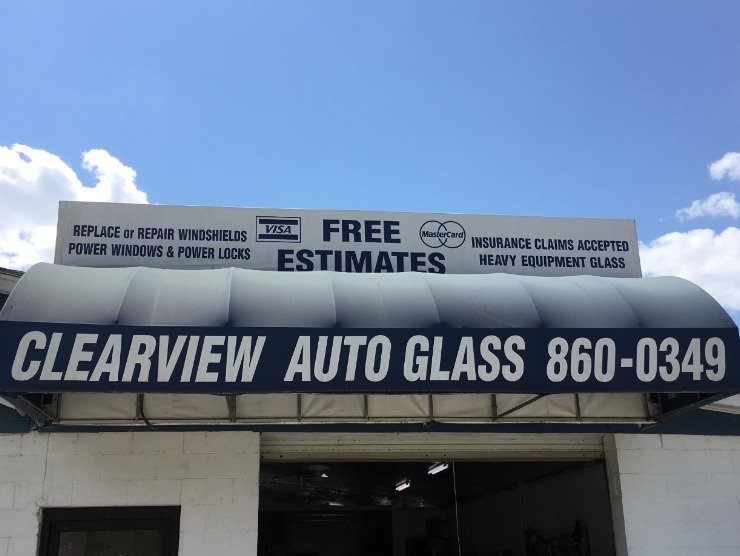 REPLACE or REPAIR WINDSHIELDS
POWER WINDOWS & POWER LOCKS
VISA
FREE
ESTIMATES
MasterCard
INSURANCE CLAIMS ACCEPTED
HEAVY EQUIPMENT GLASS
CLEARVIEW AUTO GLASS 860-0349